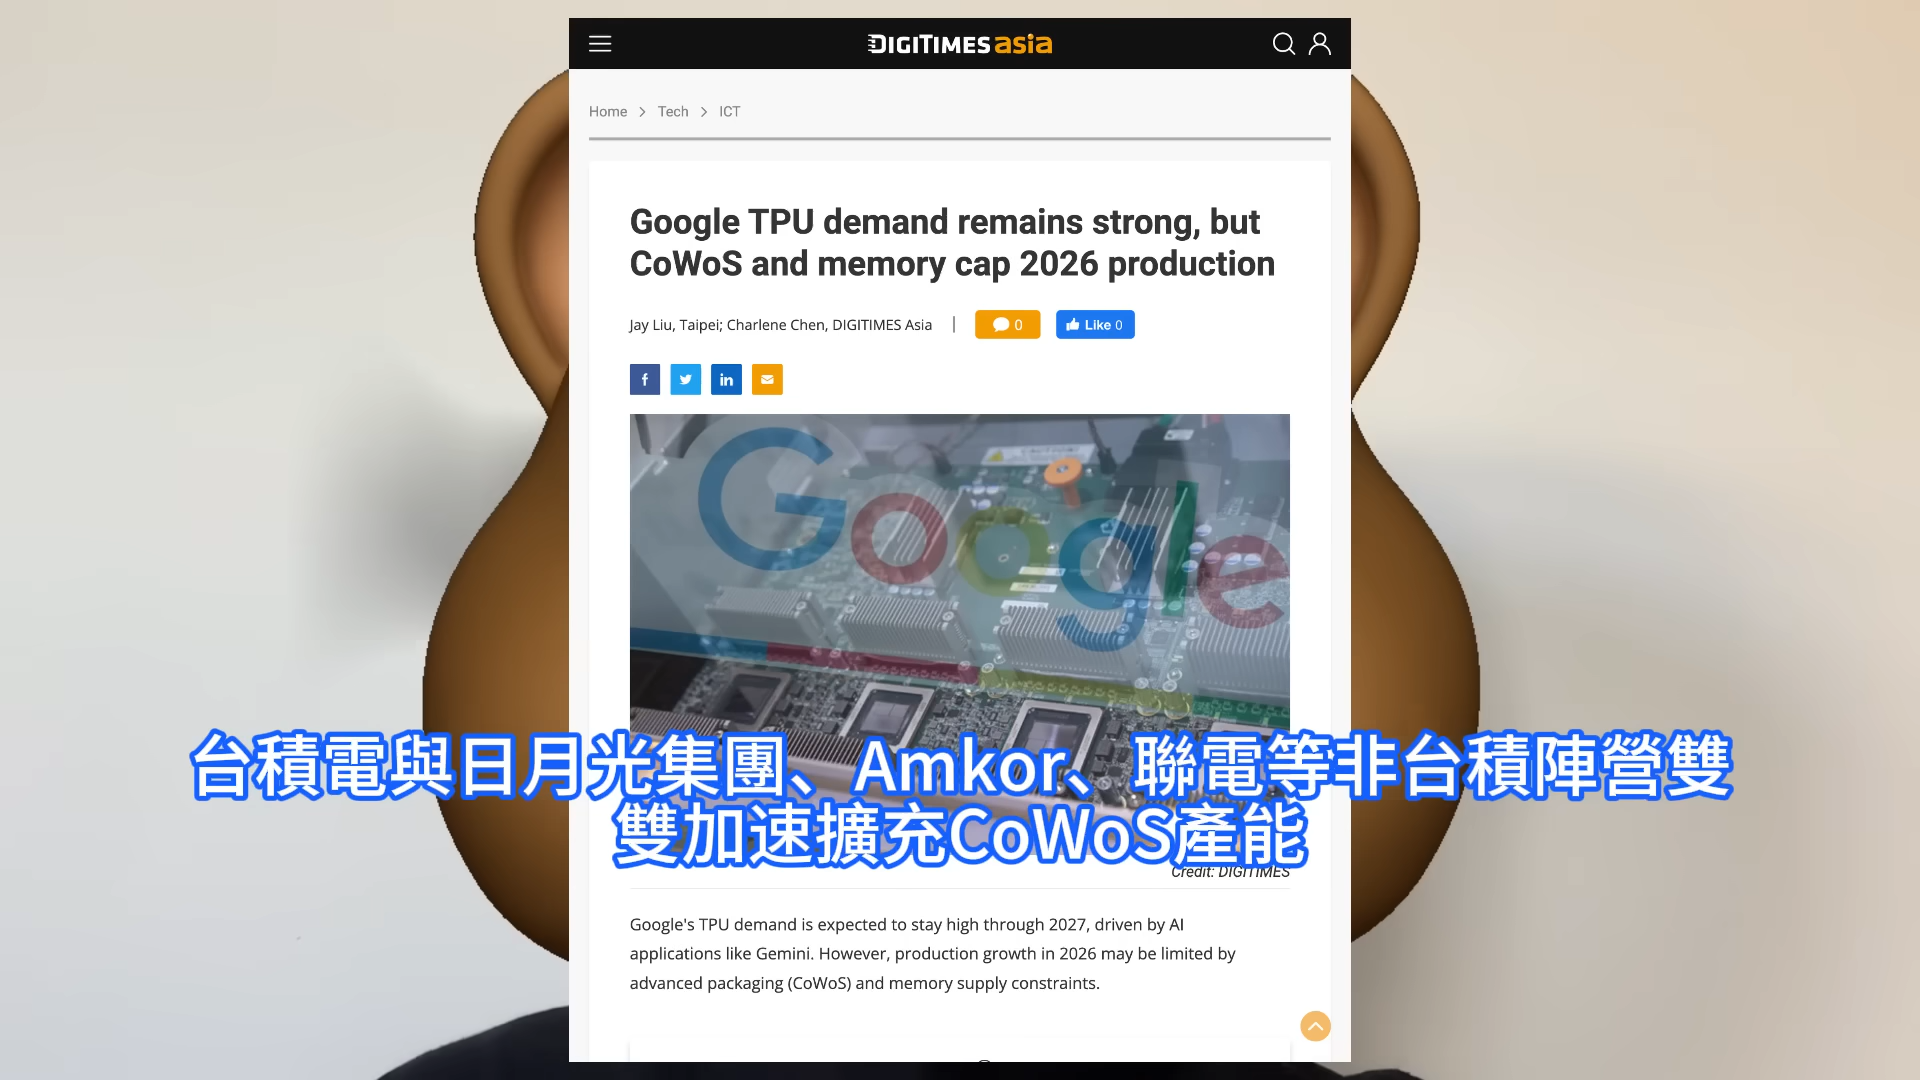 DIGITIMES asia
Home > Tech > ICT
Google TPU demand remains strong, but
CoWoS and memory cap 2026 production
Jay Liu, Taipei; Charlene Chen, DIGITIMES Asia | 0 Like 0
Google
台積電與日月光集團、Amkor、聯電等非台積陣營雙
雙加速擴充CoWoS產能
Credit: DIGITIMES
Google's TPU demand is expected to stay high through 2027, driven by AI
applications like Gemini. However, production growth in 2026 may be limited by
advanced packaging (CoWoS) and memory supply constraints.